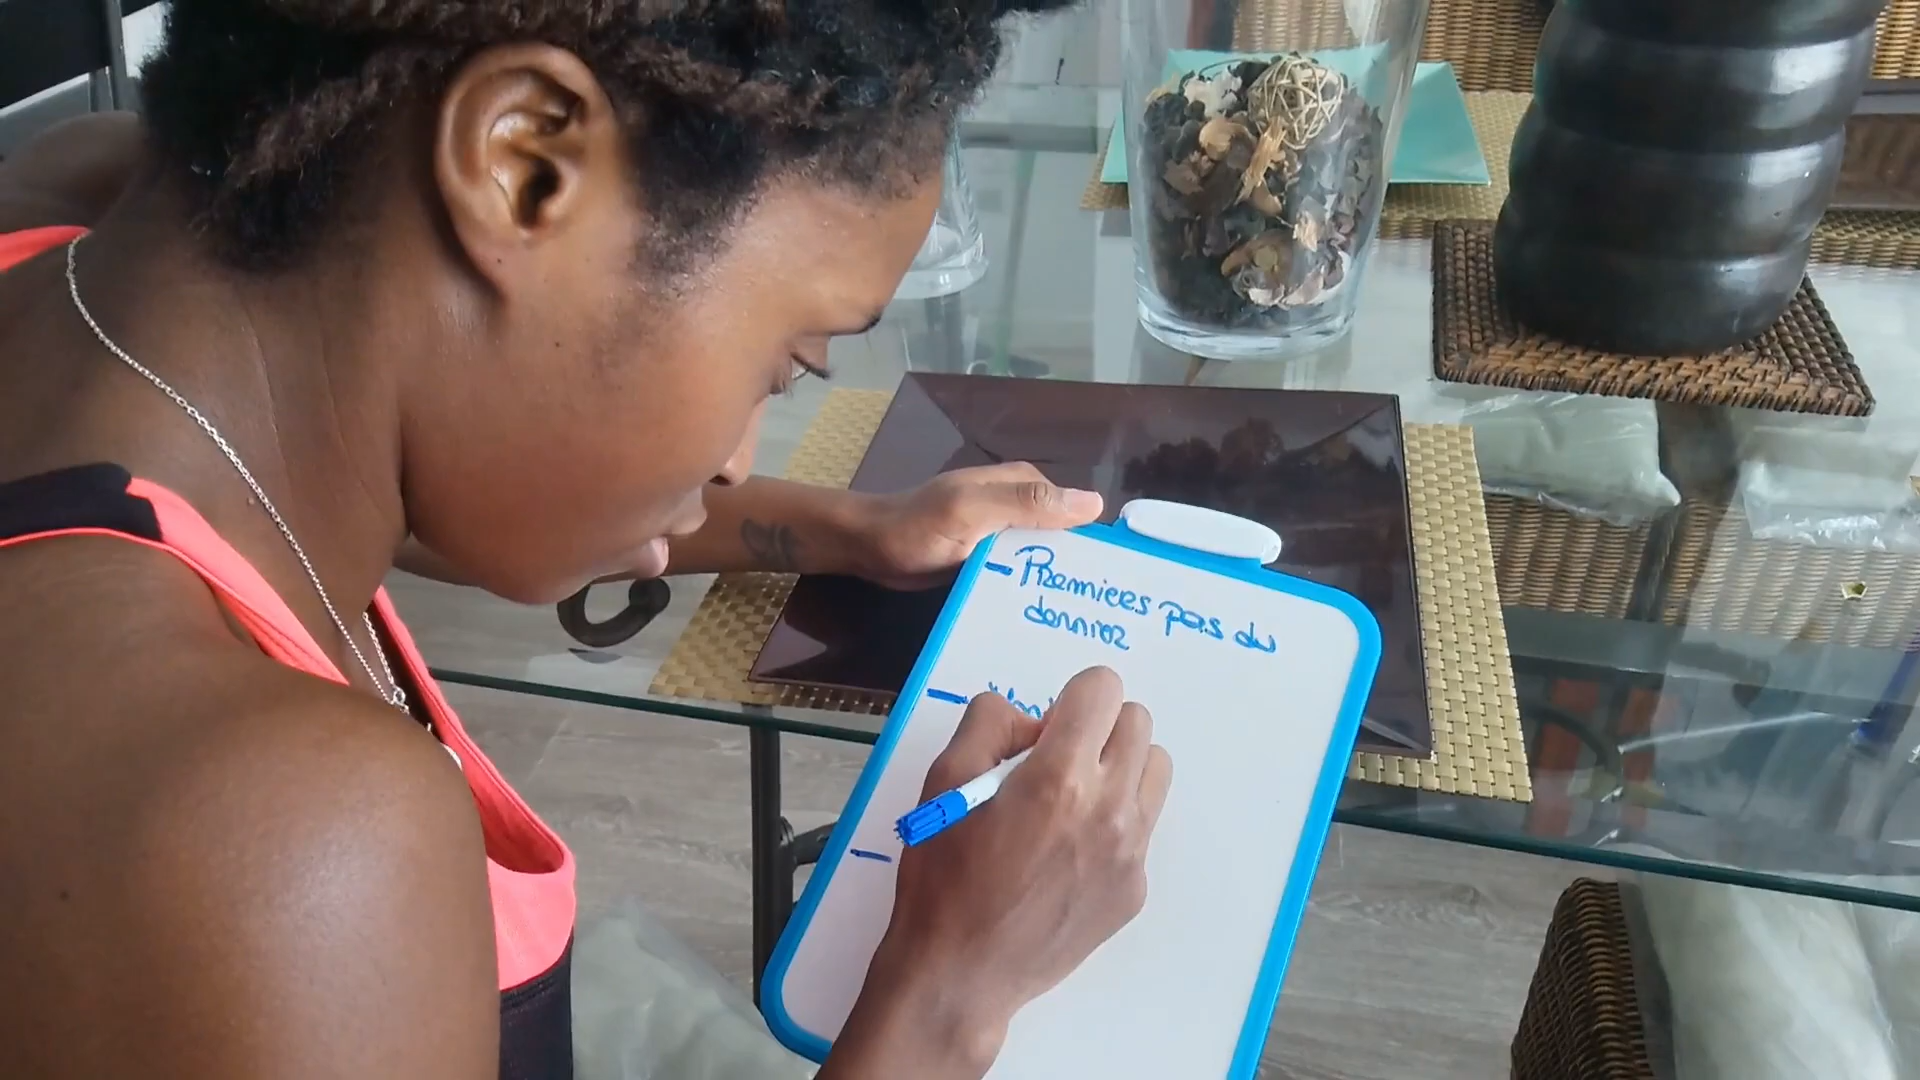 - Premiers pas du
dernier
-
-